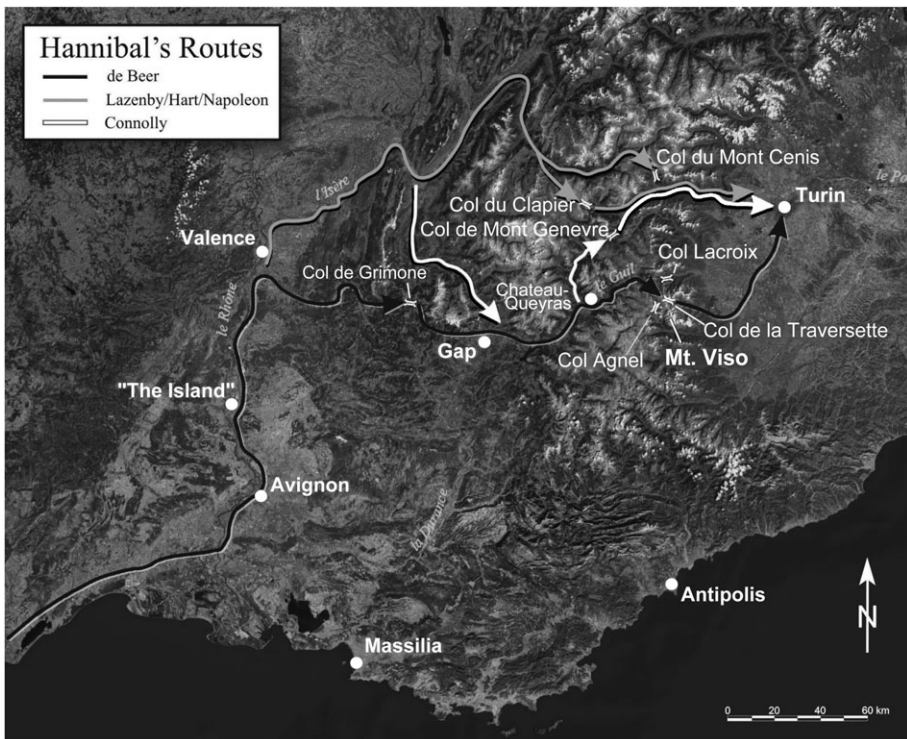 Hannibal's Routes
de Beer
Lazenby/Hart/Napoleon
Connolly
l'Isère
Col du Mont Cenis
le Po
Turin
Col du Clapier
Col de Mont Genevre
Valence
Col de Grimone
Col Lacroix
Chateau-
Queyras
le Guil
le Rhône
Gap
Col Agnel
Col de la Traversette
Mt. Viso
"The Island"
Avignon
la Durance
Antipolis
Massilia
N
0 20 40 60 km